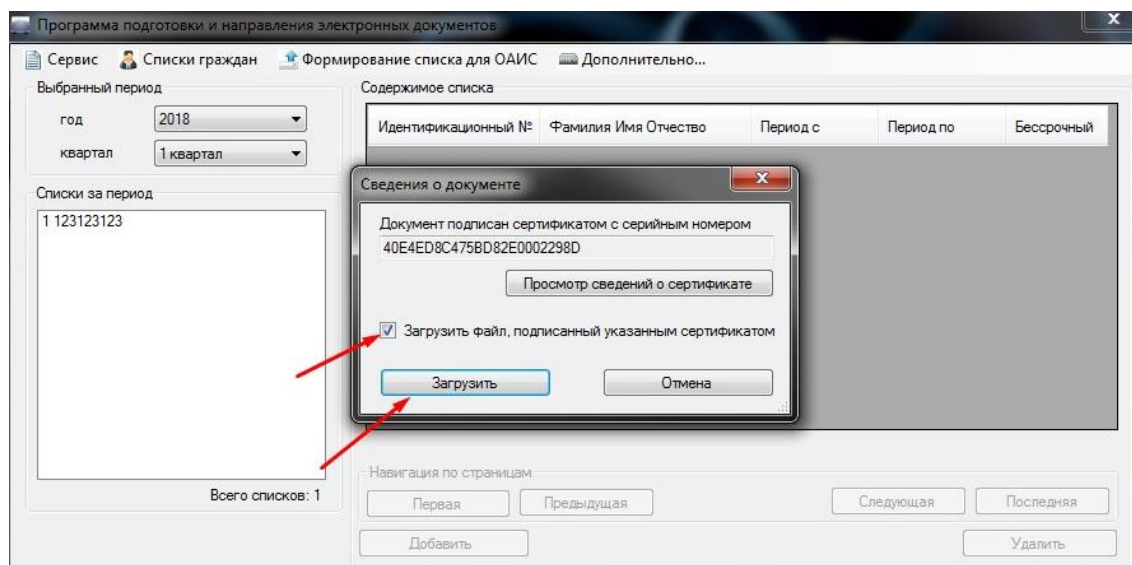 Программа подготовки и направления электронных документов
Сервис Списки граждан Формирование списка для ОАИС Дополнительно...
Выбранный период
год 2018
квартал 1 квартал
Списки за период
1 123123123
Всего списков: 1
Содержимое списка
Идентификационный № Фамилия Имя Отчество Период с Период по Бессрочный
Сведения о документе
Документ подписан сертификатом с серийным номером
40E4ED8C475BD82E0002298D
Просмотр сведений о сертификате
Загрузить файл, подписанный указанным сертификатом
Загрузить Отмена
Навигация по страницам
Первая Предыдущая Следующая Последняя
Добавить Удалить